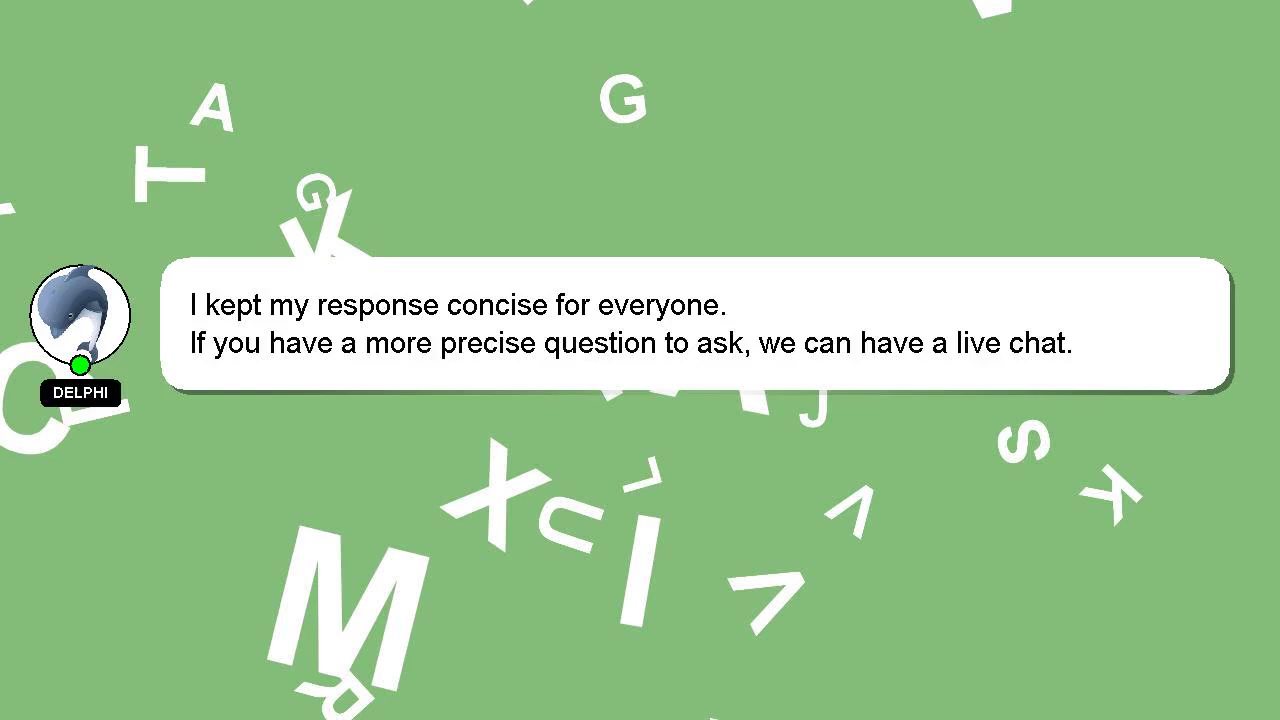 A
G
T
G
K
I kept my response concise for everyone.
If you have a more precise question to ask, we can have a live chat.
DELPHI
C
J
S
X
K
L
U
V
I
M
V
R